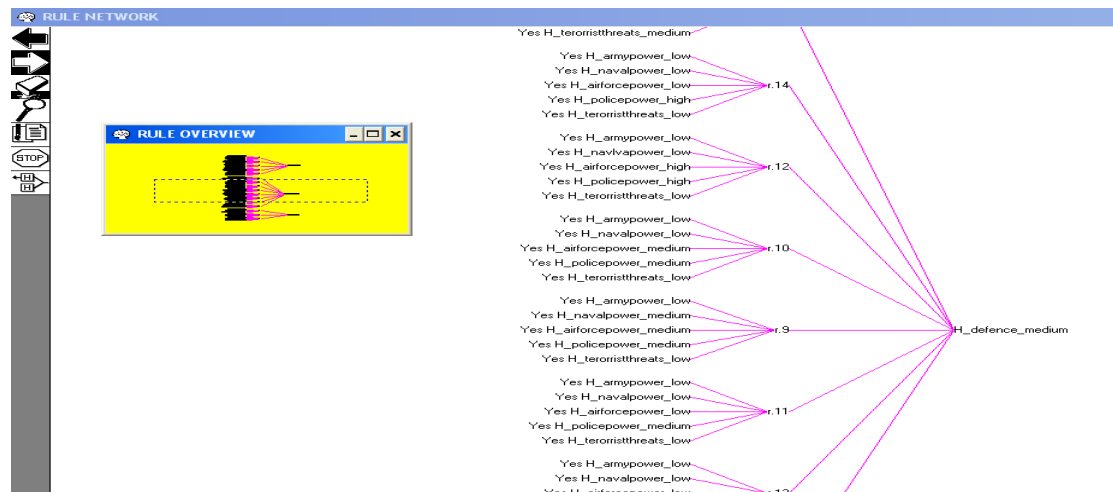 RULE NETWORK
Yes H_terorristthreats_medium
Yes H_armypower_low
Yes H_navalpower_low
Yes H_airforcepower_low
Yes H_policepower_high
Yes H_terorristthreats_low
r.14
RULE OVERVIEW
Yes H_armypower_low
Yes H_navlvapower_low
Yes H_airforcepower_high
Yes H_policepower_high
Yes H_terorristthreats_low
r.12
STOP
Yes H_armypower_low
Yes H_navalpower_low
Yes H_airforcepower_medium
Yes H_policepower_medium
Yes H_terorristthreats_low
r.10
Yes H_armypower_low
Yes H_navalpower_medium
Yes H_airforcepower_medium
Yes H_policepower_medium
Yes H_terorristthreats_low
r.9
H_defence_medium
Yes H_armypower_low
Yes H_navalpower_low
Yes H_airforcepower_low
Yes H_policepower_medium
Yes H_terorristthreats_low
r.11
Yes H_armypower_low
Yes H_navalpower_low